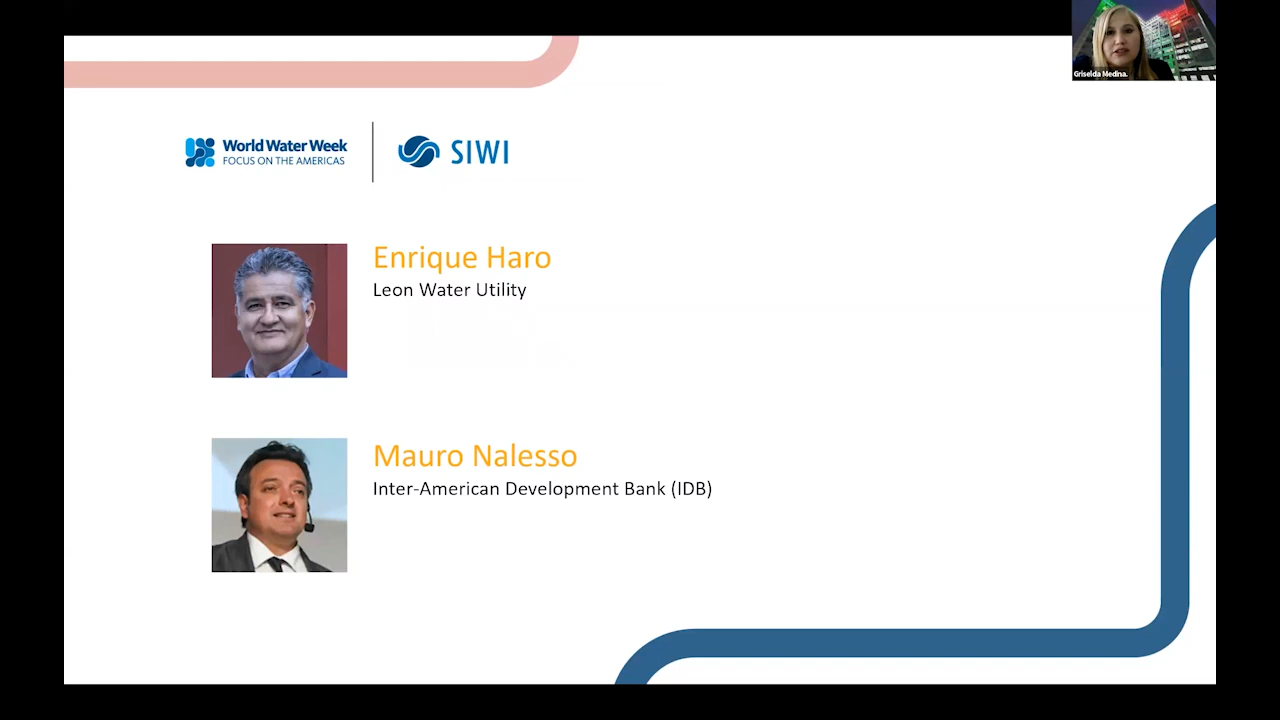 Griselda Medina.
World Water Week
FOCUS ON THE AMERICAS
SIWI
Enrique Haro
Leon Water Utility
Mauro Nalesso
Inter-American Development Bank (IDB)